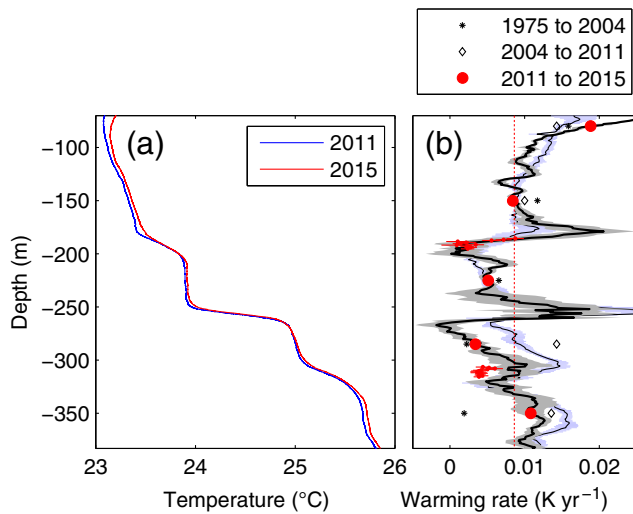 1975 to 2004
2004 to 2011
2011 to 2015
(a)
2011
2015
(b)
−100
−150
−200
−250
−300
−350
Depth (m)
23 24 25 26
0 0.01 0.02
Temperature (°C)
Warming rate (K yr⁻¹)